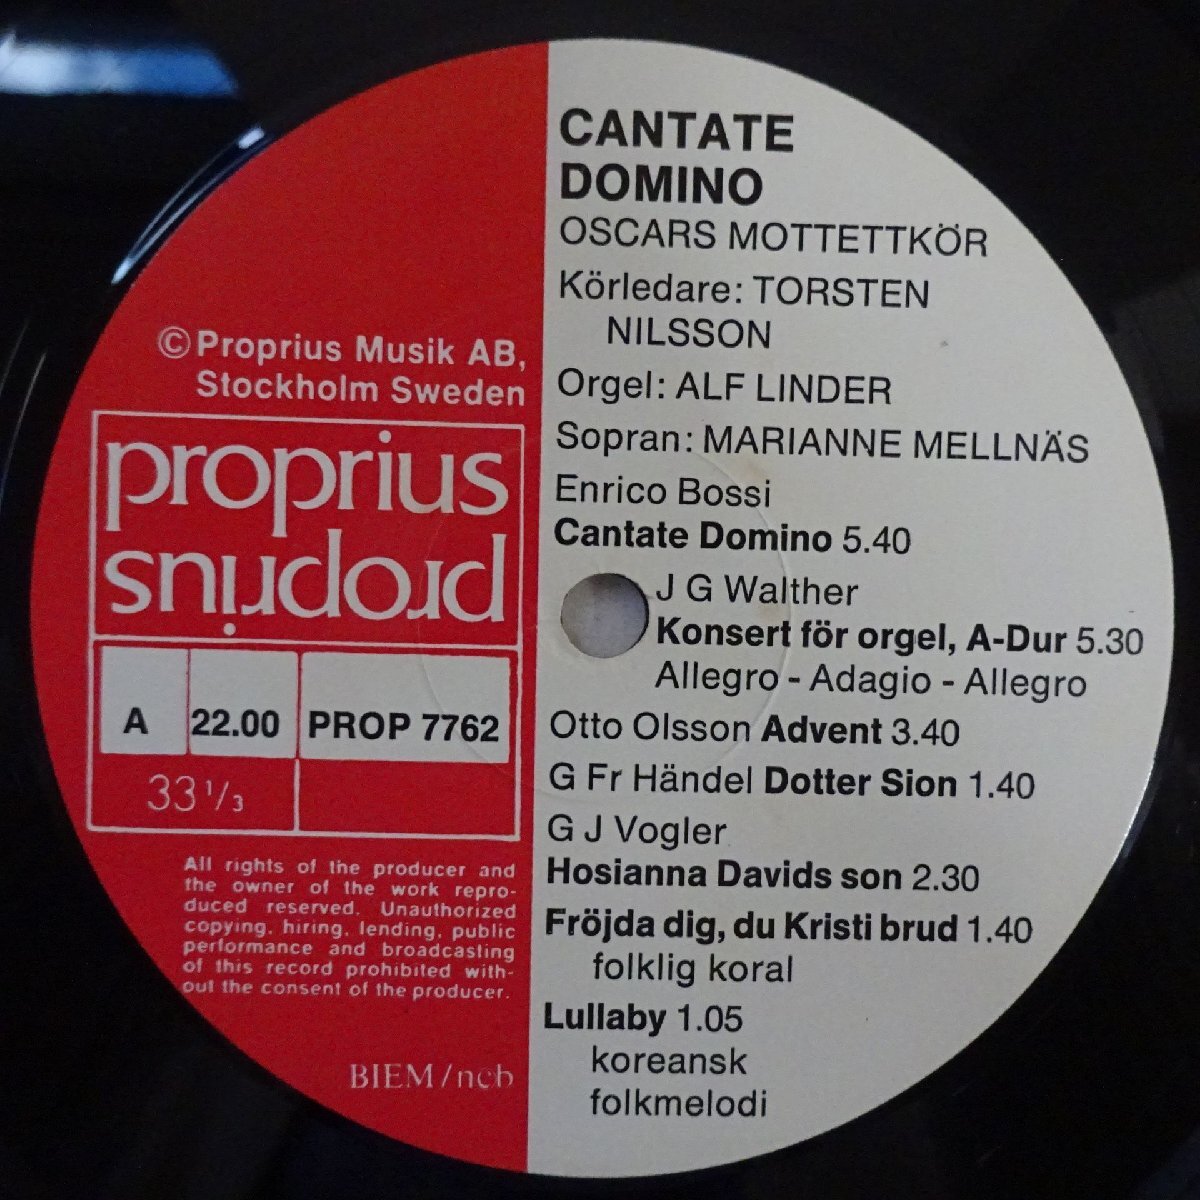 CANTATE
DOMINO
OSCARS MOTTETTKÖR
Körledare: TORSTEN
NILSSON
Orgel: ALF LINDER
Sopran: MARIANNE MELLNÄS
Enrico Bossi
Cantate Domino 5.40
J G Walther
Konsert för orgel, A-Dur 5.30
Allegro - Adagio - Allegro
Otto Olsson Advent 3.40
G Fr Händel Dotter Sion 1.40
G J Vogler
Hosianna Davids son 2.30
Fröjda dig, du Kristi brud 1.40
folklig koral
Lullaby 1.05
koreansk
folkmelodi
©Proprius Musik AB,
Stockholm Sweden
proprius
proprius
A 22.00 PROP 7762
33 1/3
All rights of the producer and
the owner of the work repro-
duced reserved. Unauthorized
copying, hiring, lending, public
performance and broadcasting
of this record prohibited with-
out the consent of the producer.
BIEM/ncb